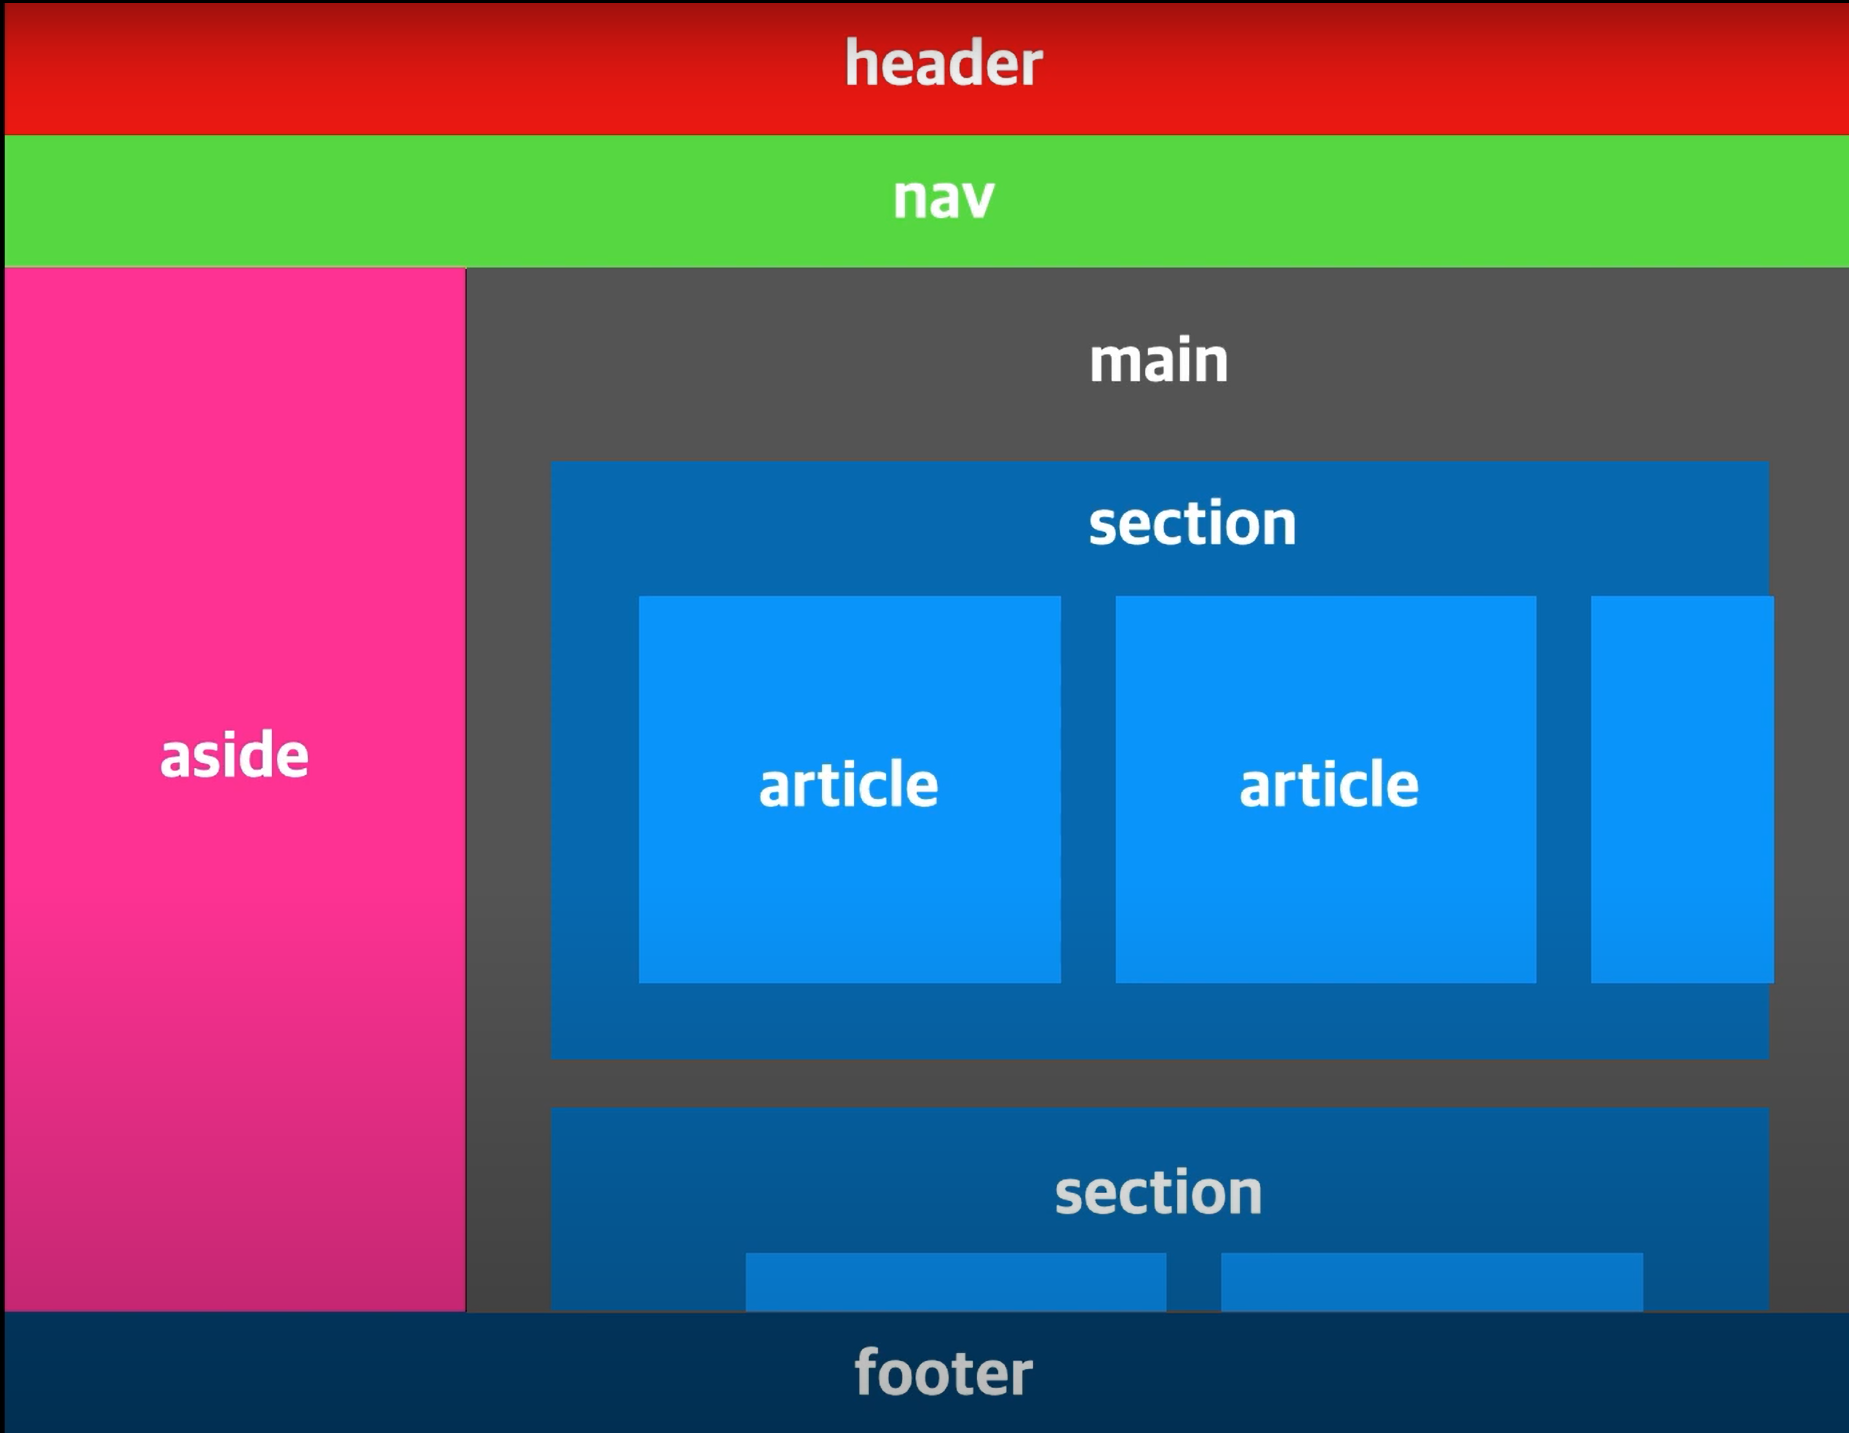 header
nav
main
section
aside
article
article
section
footer